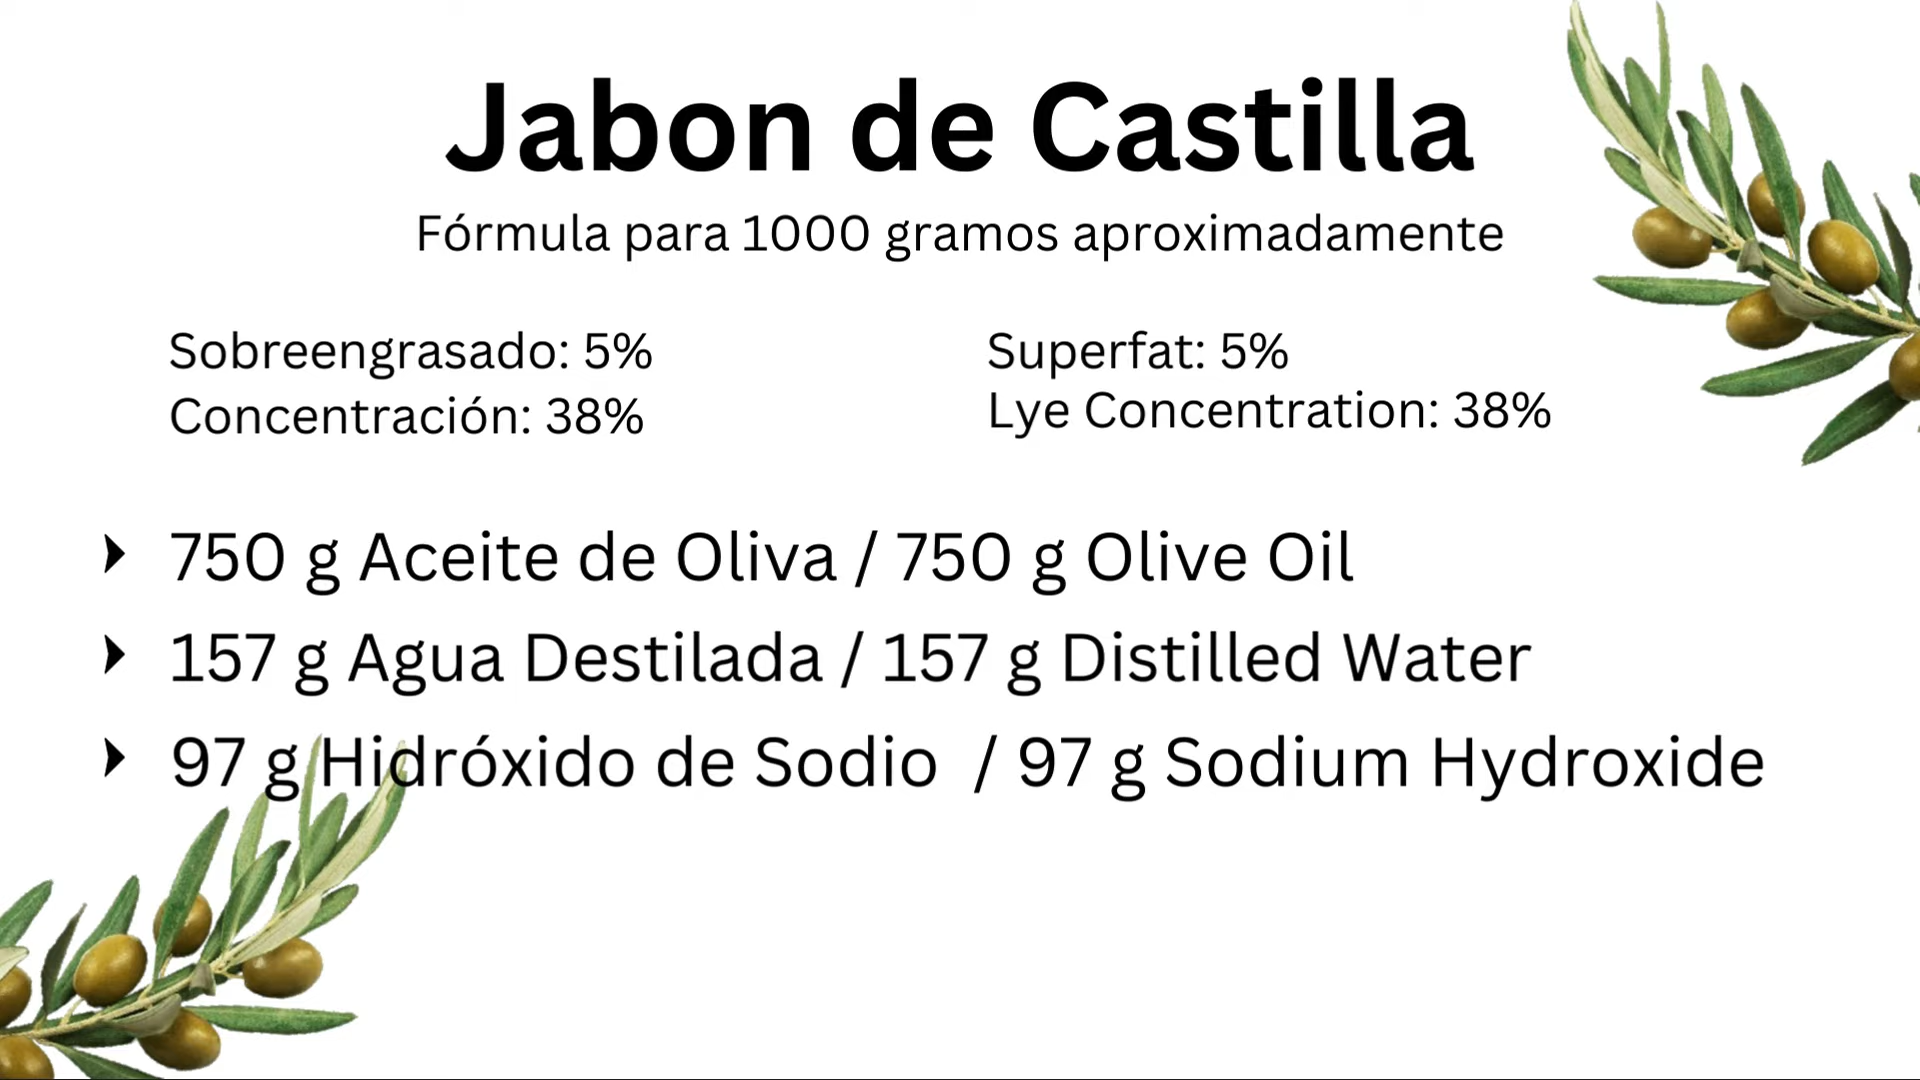 Jabon de Castilla
Fórmula para 1000 gramos aproximadamente
Sobreengrasado: 5%
Concentración: 38%
Superfat: 5%
Lye Concentration: 38%
750 g Aceite de Oliva / 750 g Olive Oil
157 g Agua Destilada / 157 g Distilled Water
97 g Hidróxido de Sodio / 97 g Sodium Hydroxide